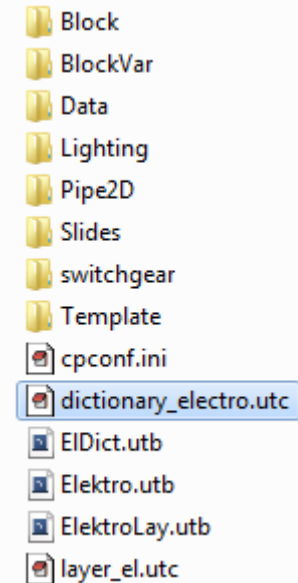 Block
BlockVar
Data
Lighting
Pipe2D
Slides
switchgear
Template
cpconf.ini
dictionary_electro.utc
ElDict.utb
Elektro.utb
ElektroLay.utb
layer_el.utc